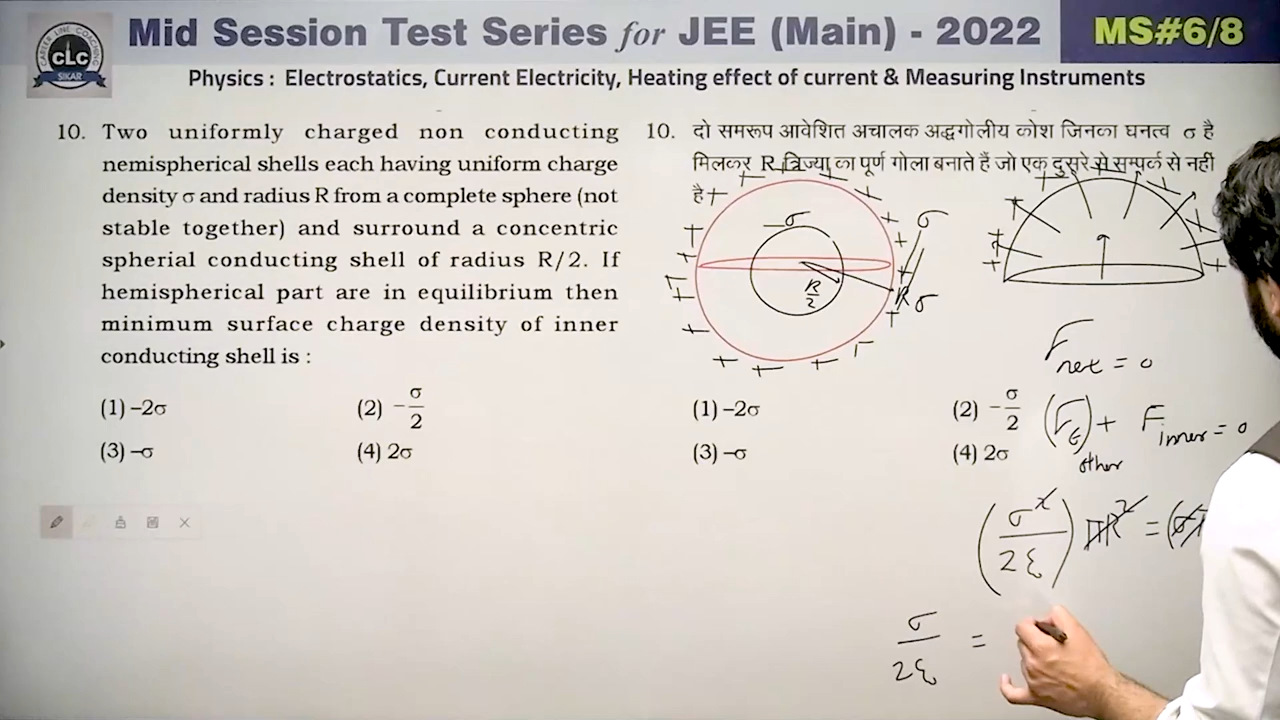 Mid Session Test Series for JEE (Main) - 2022
MS#6/8
CAREER LINE COACHING
CLC
SIKAR
Physics : Electrostatics, Current Electricity, Heating effect of current & Measuring Instruments
10. Two uniformly charged non conducting
nemispherical shells each having uniform charge
density σ and radius R from a complete sphere (not
stable together) and surround a concentric
spherial conducting shell of radius R/2. If
hemispherical part are in equilibrium then
minimum surface charge density of inner
conducting shell is :
(1) –2σ
(2) –σ/2
(3) –σ
(4) 2σ
10. दो समरूप आवेशित अचालक अद्धगोलीय कोश जिनका घनत्व σ है
मिलकर R त्रिज्या का पूर्ण गोला बनाते हैं जो एक दुसरे से सम्पर्क से नहीं
है
(1) –2σ
(2) –σ/2
(3) –σ
(4) 2σ
–σ
σ
R/2
R
σ
F net = 0
(F ε) other + F inner = 0
(σ²/2ε) πR² =
σ/2ε =